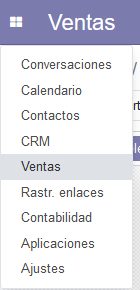 Ventas
Conversaciones
Calendario
Contactos
CRM
Ventas
Rastr. enlaces
Contabilidad
Aplicaciones
Ajustes